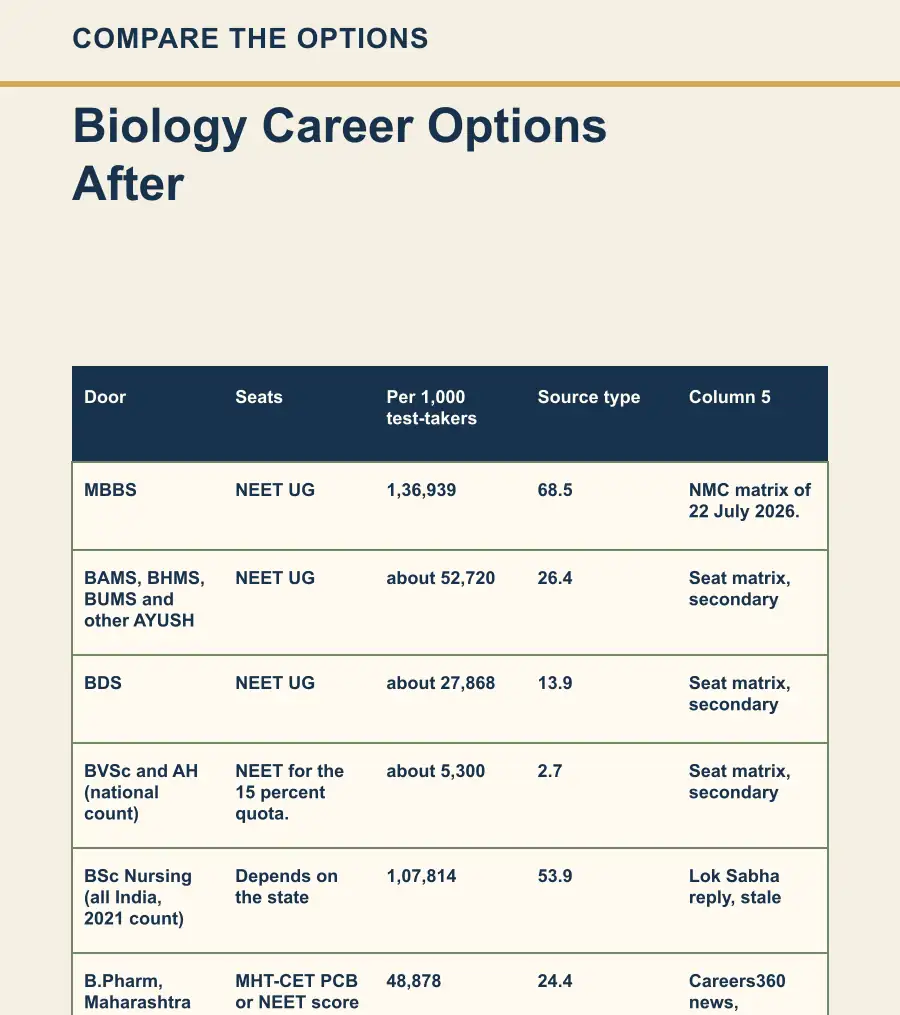 COMPARE THE OPTIONS
Biology Career Options
After
Door
Seats
Per 1,000
test-takers
Source type
Column 5
MBBS
NEET UG
1,36,939
68.5
NMC matrix of
22 July 2026.
BAMS, BHMS,
BUMS and
other AYUSH
NEET UG
about 52,720
26.4
Seat matrix,
secondary
BDS
NEET UG
about 27,868
13.9
Seat matrix,
secondary
BVSc and AH
(national
count)
NEET for the
15 percent
quota.
about 5,300
2.7
Seat matrix,
secondary
BSc Nursing
(all India,
2021 count)
Depends on
the state
1,07,814
53.9
Lok Sabha
reply, stale
B.Pharm,
Maharashtra
MHT-CET PCB
or NEET score
48,878
24.4
Careers360
news,